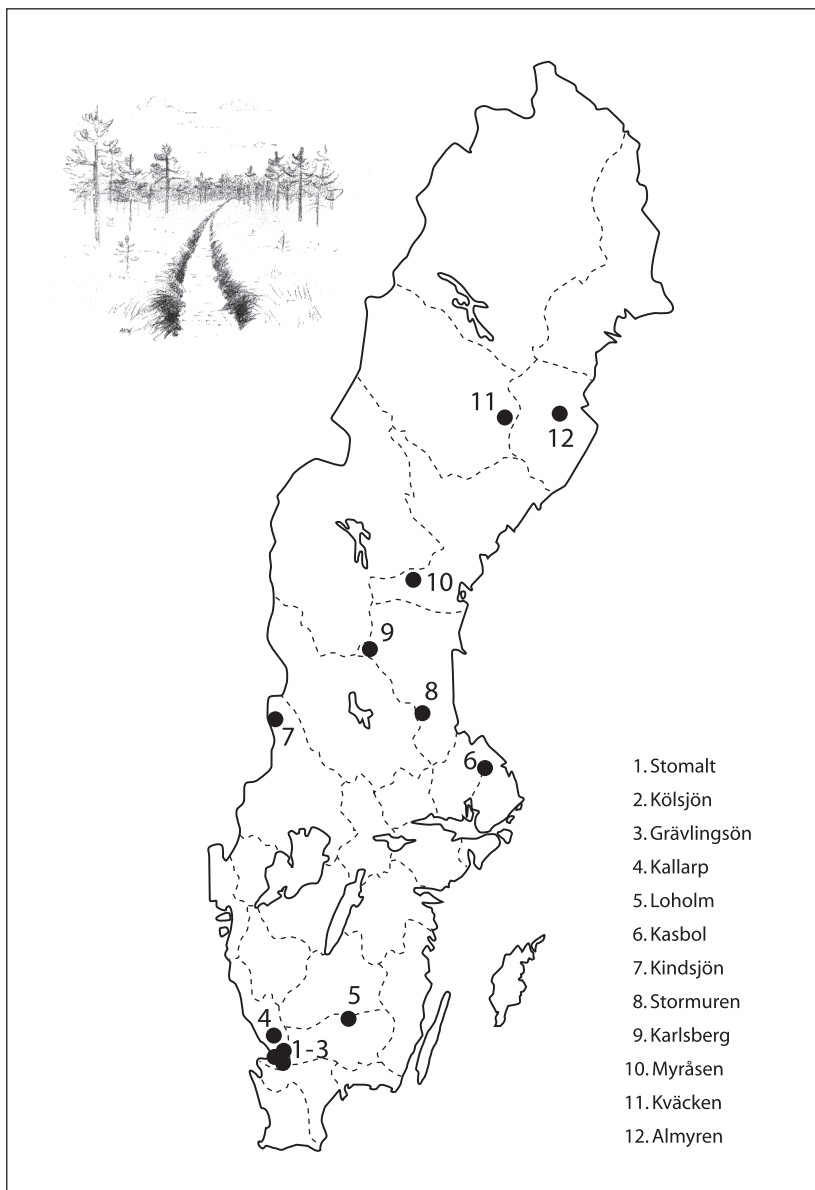 11
12
10
9
8
7
6
5
4
1-3
1. Stomalt
2. Kölsjön
3. Grävlingsön
4. Kallarp
5. Loholm
6. Kasbol
7. Kindsjön
8. Stormuren
9. Karlsberg
10. Myråsen
11. Kväcken
12. Almyren